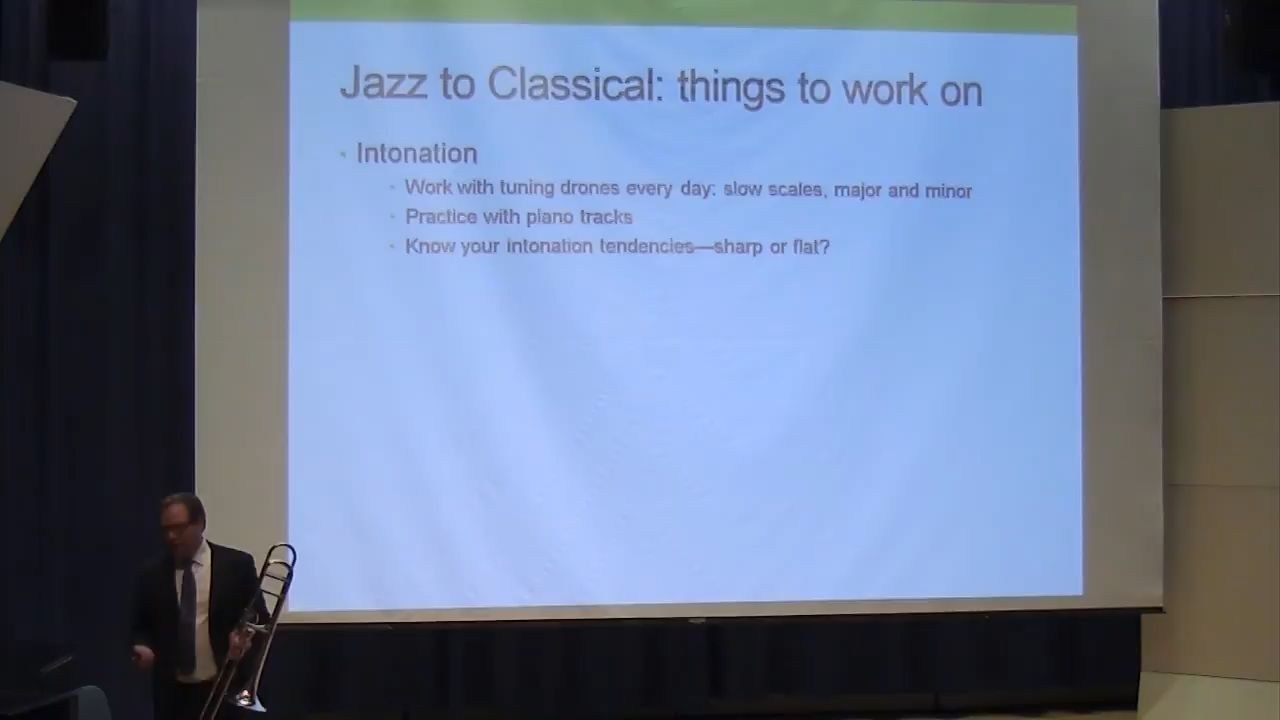 Jazz to Classical: things to work on
Intonation
Work with tuning drones every day: slow scales, major and minor
Practice with piano tracks
Know your intonation tendencies—sharp or flat?